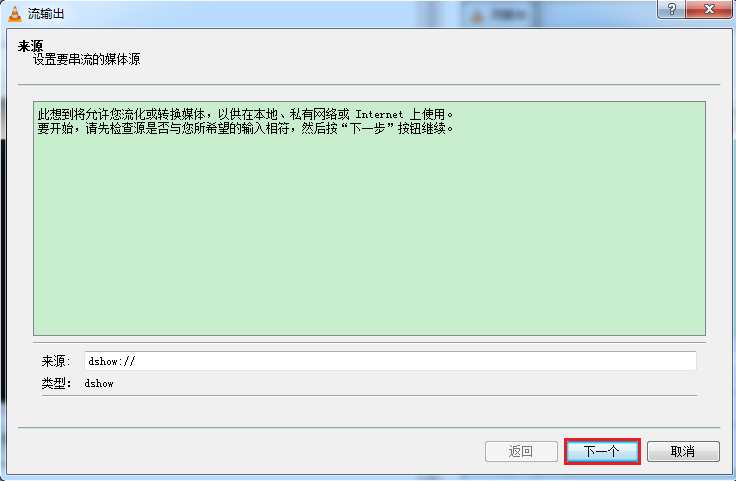 流输出
来源
设置要串流的媒体源
此想到将允许您流化或转换媒体，以供在本地、私有网络或 Internet 上使用。
要开始，请先检查源是否与您所希望的输入相符，然后按“下一步”按钮继续。
来源: dshow://
类型: dshow
返回 下一个 取消